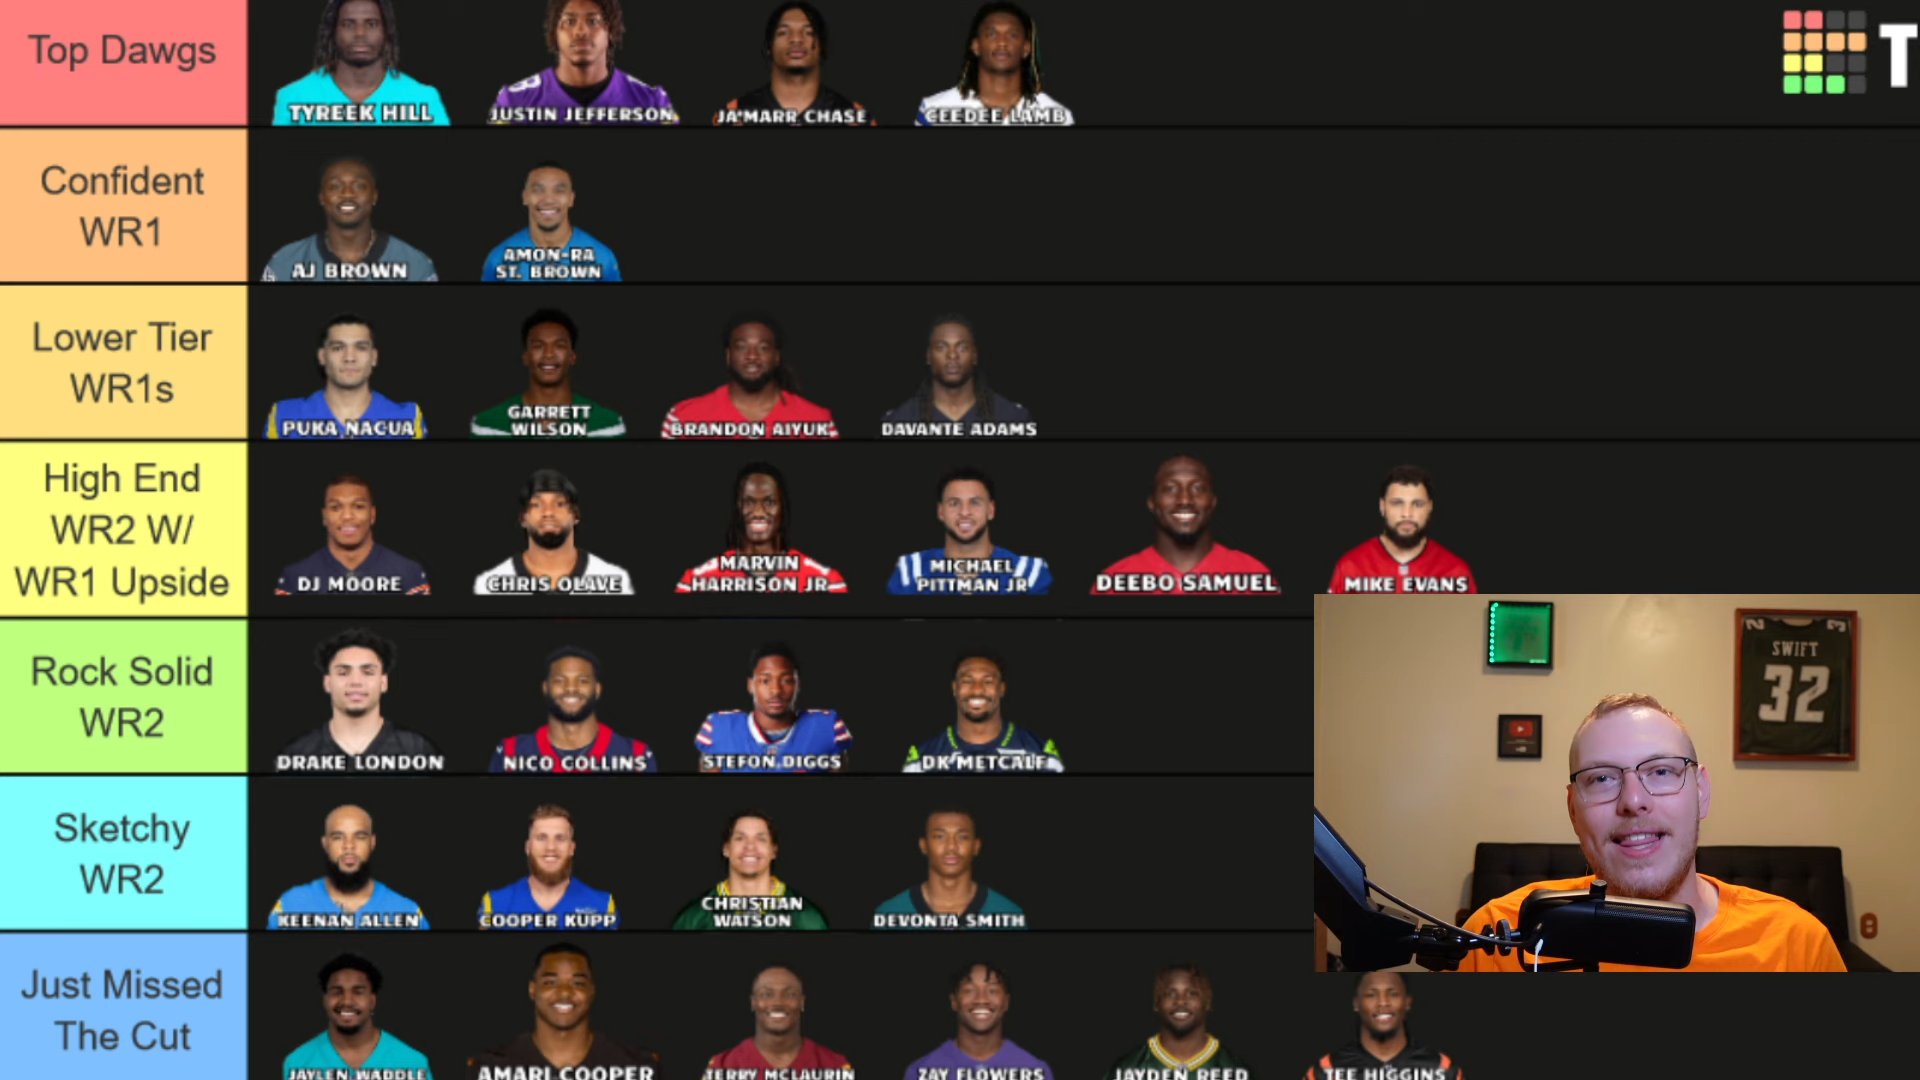 Top Dawgs
TYREEK HILL
JUSTIN JEFFERSON
JA'MARR CHASE
CEEDEE LAMB
T
Confident
WR1
AJ BROWN
AMON-RA
ST. BROWN
Lower Tier
WR1s
PUKA NACUA
GARRETT
WILSON
BRANDON AIYUK
DAVANTE ADAMS
High End
WR2 W/
WR1 Upside
DJ MOORE
CHRIS OLAVE
MARVIN
HARRISON JR
MICHAEL
PITTMAN JR
DEEBO SAMUEL
MIKE EVANS
Rock Solid
WR2
DRAKE LONDON
NICO COLLINS
STEFON DIGGS
DK METCALF
SWIFT
32
Sketchy
WR2
KEENAN ALLEN
COOPER KUPP
CHRISTIAN
WATSON
DEVONTA SMITH
Just Missed
The Cut
JAYLEN WADDLE
AMARI COOPER
TERRY MCLAURIN
ZAY FLOWERS
JAYDEN REED
TEE HIGGINS